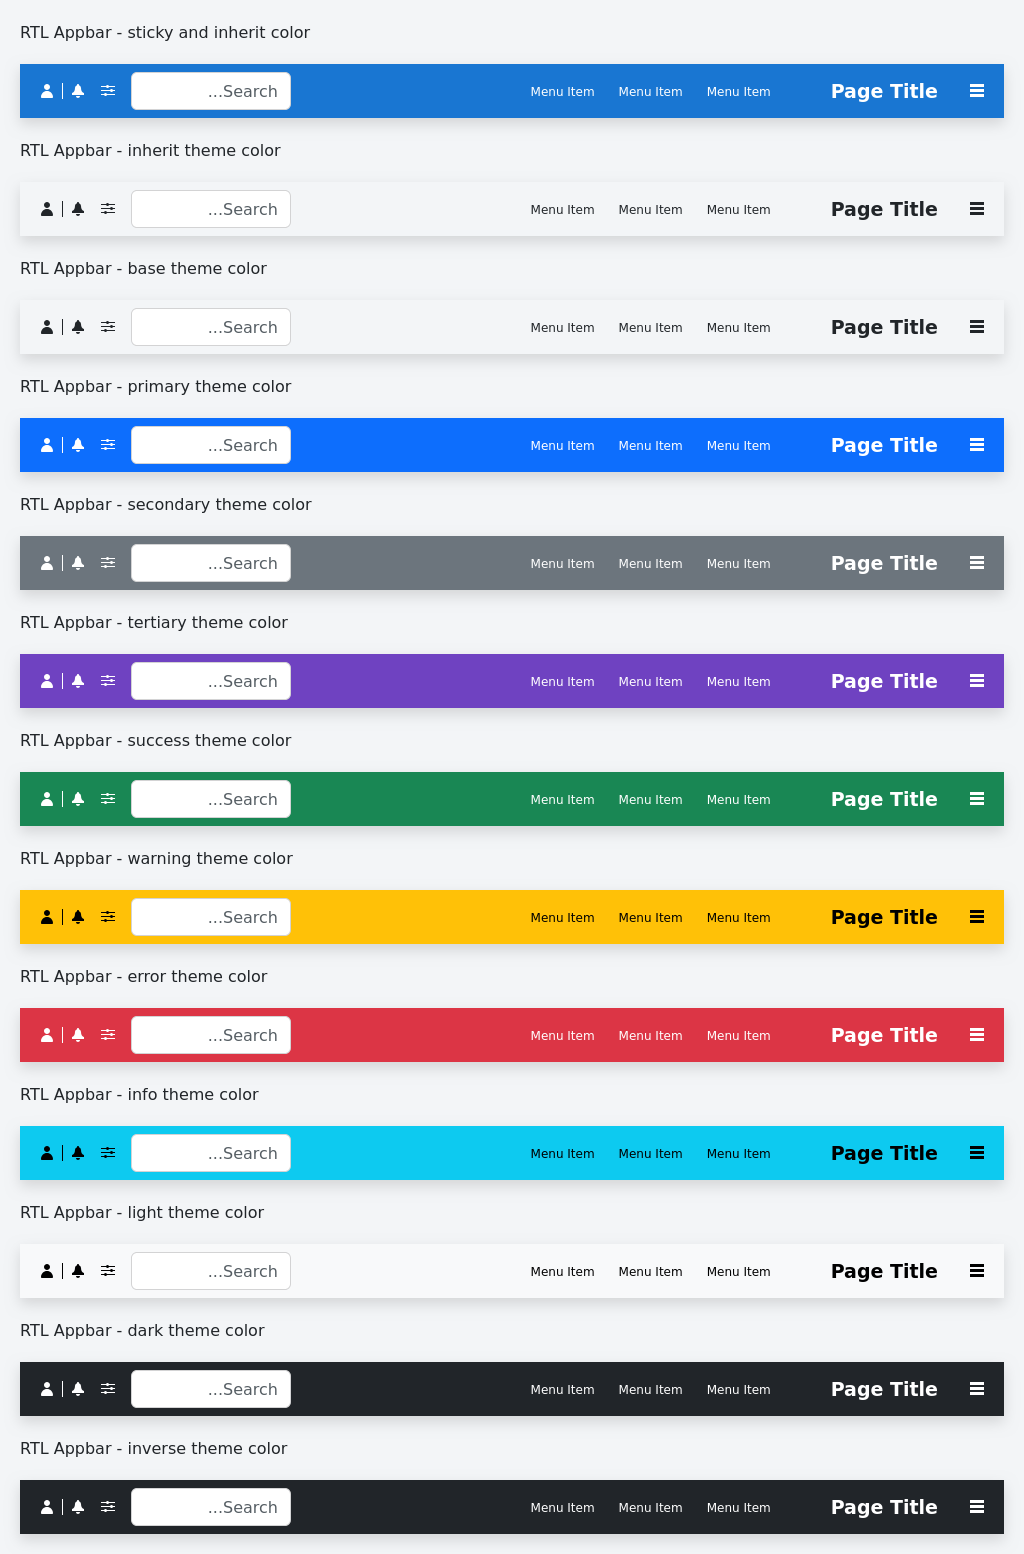 RTL Appbar - sticky and inherit color
...Search Menu Item Menu Item Menu Item Page Title
RTL Appbar - inherit theme color
...Search Menu Item Menu Item Menu Item Page Title
RTL Appbar - base theme color
...Search Menu Item Menu Item Menu Item Page Title
RTL Appbar - primary theme color
...Search Menu Item Menu Item Menu Item Page Title
RTL Appbar - secondary theme color
...Search Menu Item Menu Item Menu Item Page Title
RTL Appbar - tertiary theme color
...Search Menu Item Menu Item Menu Item Page Title
RTL Appbar - success theme color
...Search Menu Item Menu Item Menu Item Page Title
RTL Appbar - warning theme color
...Search Menu Item Menu Item Menu Item Page Title
RTL Appbar - error theme color
...Search Menu Item Menu Item Menu Item Page Title
RTL Appbar - info theme color
...Search Menu Item Menu Item Menu Item Page Title
RTL Appbar - light theme color
...Search Menu Item Menu Item Menu Item Page Title
RTL Appbar - dark theme color
...Search Menu Item Menu Item Menu Item Page Title
RTL Appbar - inverse theme color
...Search Menu Item Menu Item Menu Item Page Title